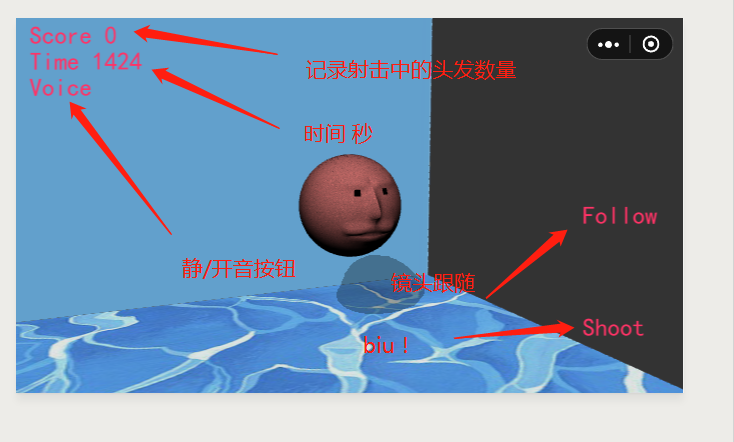 Score 0
Time 1424
Voice
记录射击中的头发数量
时间 秒
Follow
静/开音按钮
镜头跟随
Shoot
biu！